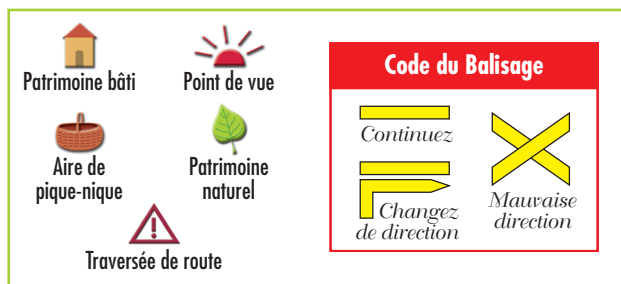 Patrimoine bâti
Point de vue
Aire de
pique-nique
Patrimoine
naturel
Traversée de route
Code du Balisage
Continuez
Changez
de direction
Mauvaise
direction